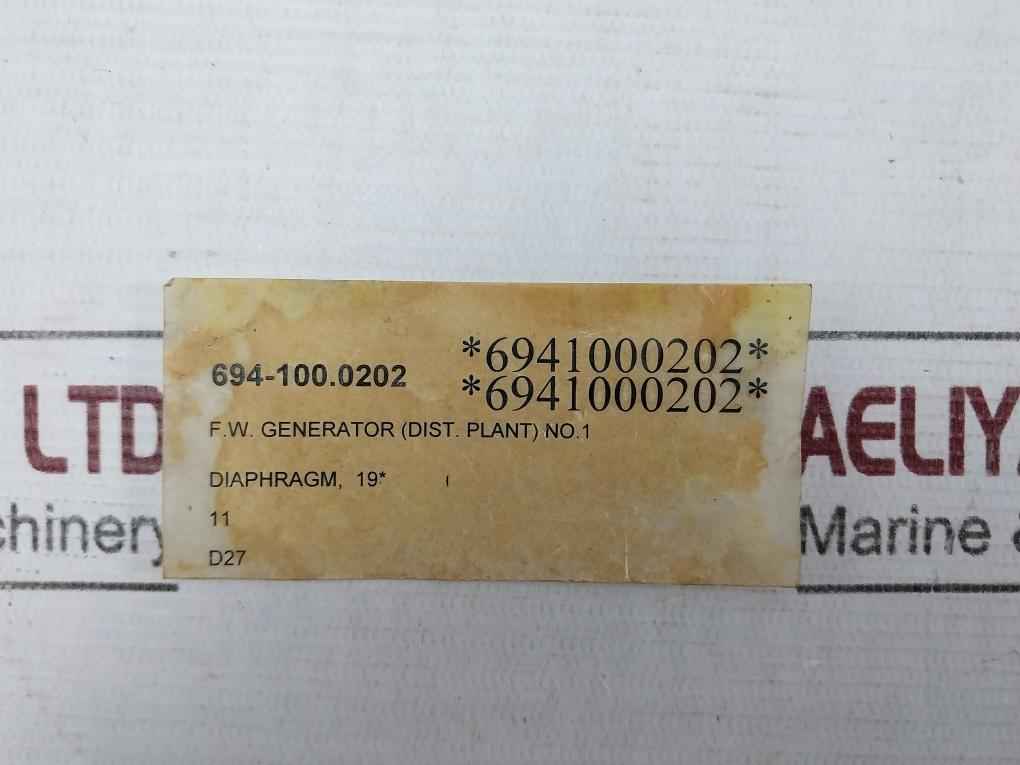 694-100.0202
*6941000202*
*6941000202*
F.W. GENERATOR (DIST. PLANT) NO.1
DIAPHRAGM, 19*
11
D27
LTD
AELIY
chinery
Marine &